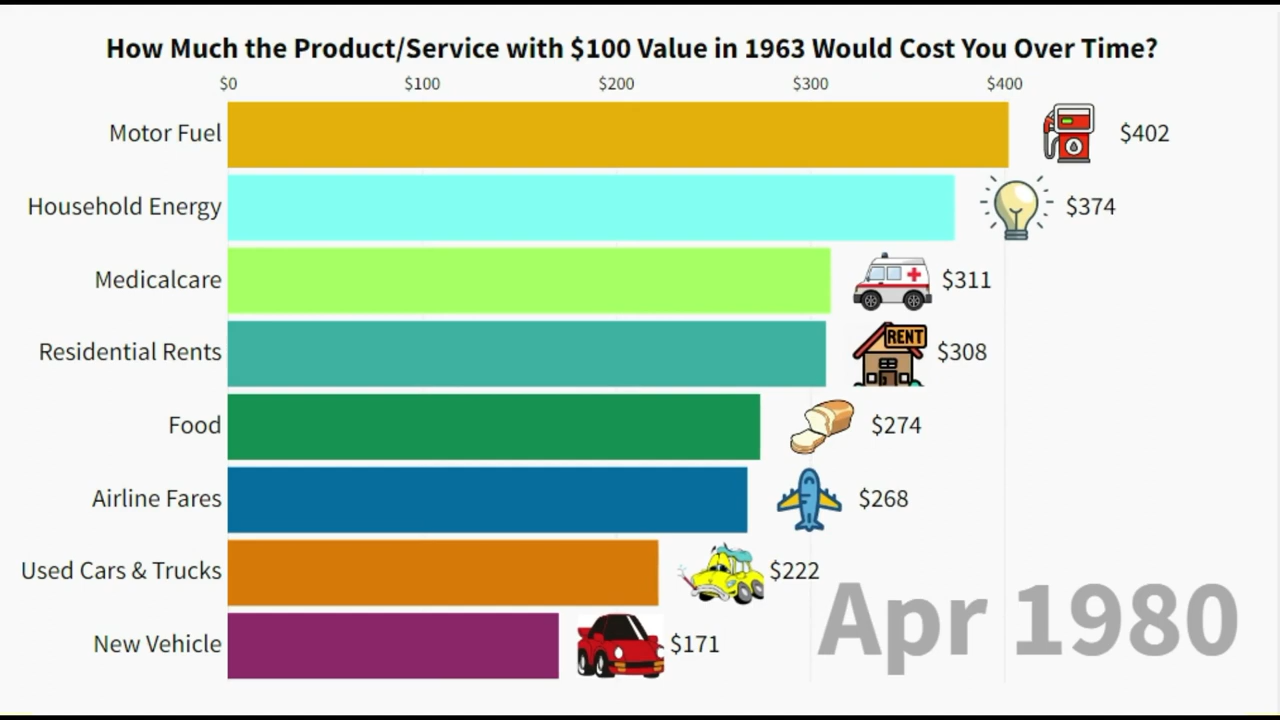 How Much the Product/Service with $100 Value in 1963 Would Cost You Over Time?
$0 $100 $200 $300 $400
Motor Fuel $402
Household Energy $374
Medicalcare $311
Residential Rents RENT $308
Food $274
Airline Fares $268
Used Cars & Trucks $222
New Vehicle $171
Apr 1980